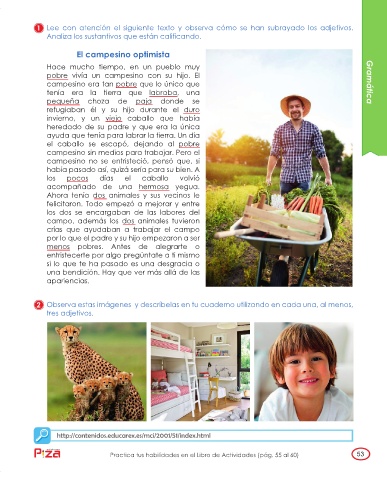 1 Lee con atención el siguiente texto y observa cómo se han subrayado los adjetivos.
Analiza los sustantivos que están calificando.
El campesino optimista
Hace mucho tiempo, en un pueblo muy
pobre vivía un campesino con su hijo. El
campesino era tan pobre que lo único que
tenía era la tierra que labraba, una
pequeña choza de paja donde se
refugiaban él y su hijo durante el duro
invierno, y un viejo caballo que había
heredado de su padre y que era la única
ayuda que tenía para labrar la tierra. Un día
el caballo se escapó, dejando al pobre
campesino sin medios para trabajar. Pero el
campesino no se entristeció, pensó que, si
había pasado así, quizá sería para su bien. A
los pocos días el caballo volvió
acompañado de una hermosa yegua.
Ahora tenía dos animales y sus vecinos le
felicitaron. Todo empezó a mejorar y entre
los dos se encargaban de las labores del
campo, además los dos animales tuvieron
crías que ayudaban a trabajar el campo
por lo que el padre y su hijo empezaron a ser
menos pobres. Antes de alegrarte o
entristecerte por algo pregúntate a ti mismo
si lo que te ha pasado es una desgracia o
una bendición. Hay que ver más allá de las
apariencias.
Gramática
2 Observa estas imágenes y descríbelas en tu cuaderno utilizando en cada una, al menos,
tres adjetivos.
http://contenidos.educarex.es/mci/2001/51/index.html
Piza
Practica tus habilidades en el Libro de Actividades (pág. 55 al 60)
53